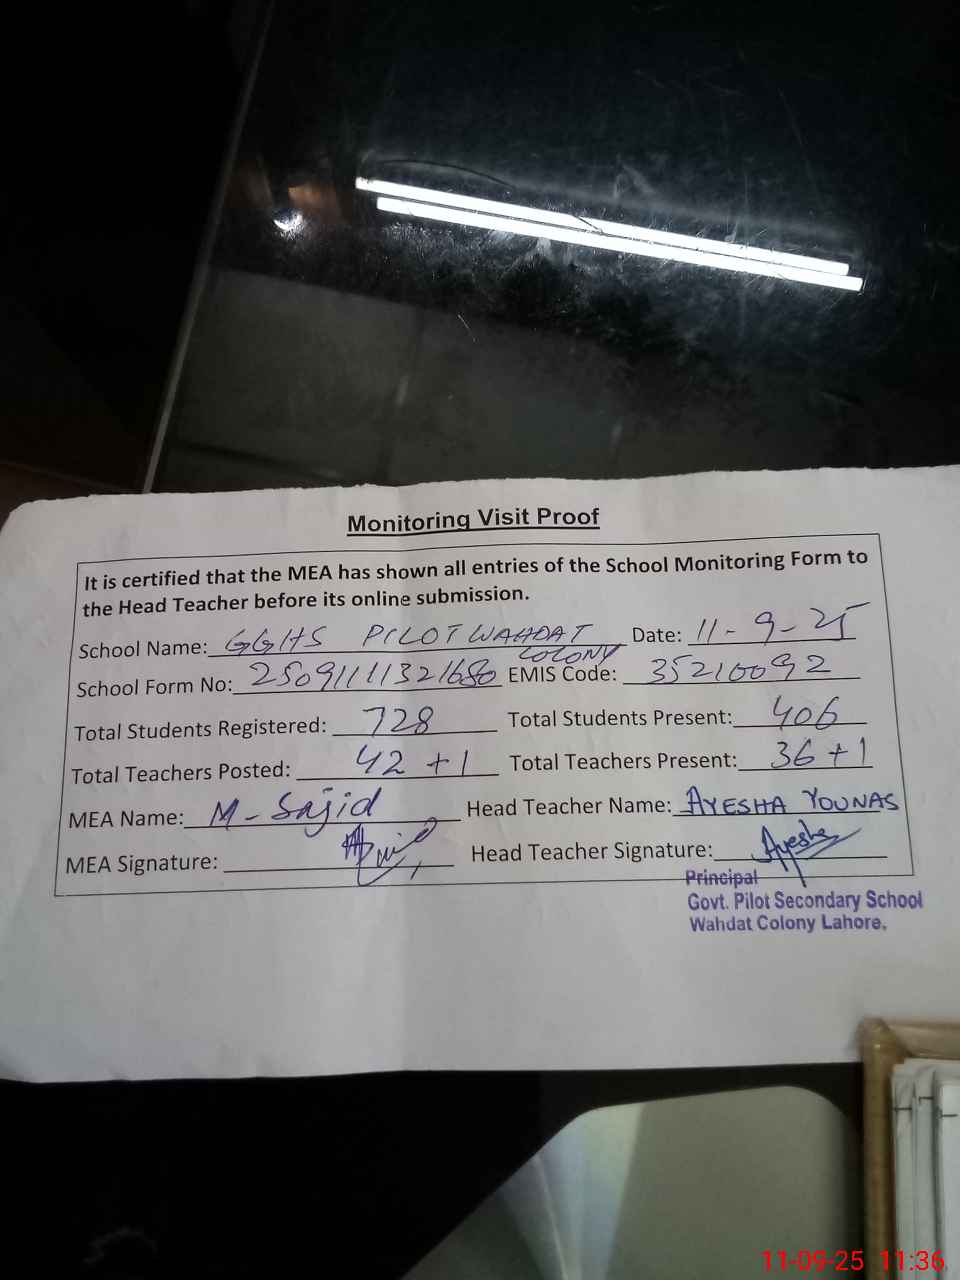 Monitoring Visit Proof
It is certified that the MEA has shown all entries of the School Monitoring Form to
the Head Teacher before its online submission.
School Name: GGHS PILOT WAHDAT COLONY Date: 11-9-25
School Form No: 25091111321680 EMIS Code: 35210092
Total Students Registered: 728 Total Students Present: 406
Total Teachers Posted: 42 +1 Total Teachers Present: 36 +1
MEA Name: M-Sajid Head Teacher Name: AYESHA YOUNAS
MEA Signature: Head Teacher Signature: Ayesha
Principal
Govt. Pilot Secondary School
Wahdat Colony Lahore.
11-09-25 11:36